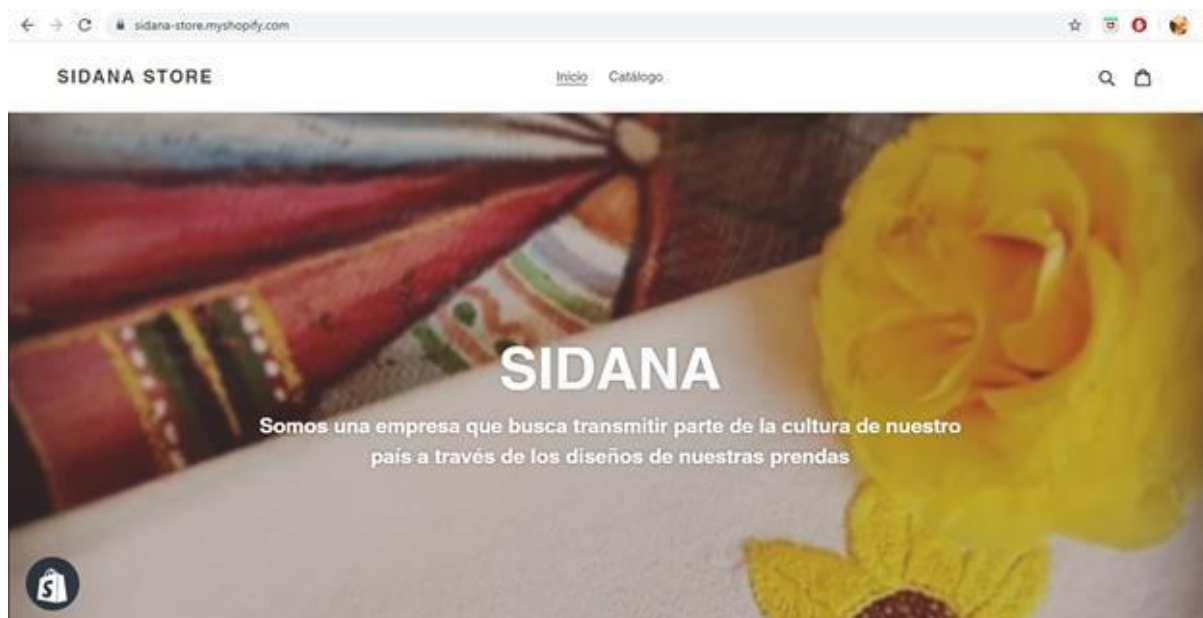 sidana-store.myshopify.com
SIDANA STORE
Inicio Catálogo
SIDANA
Somos una empresa que busca transmitir parte de la cultura de nuestro
país a través de los diseños de nuestras prendas